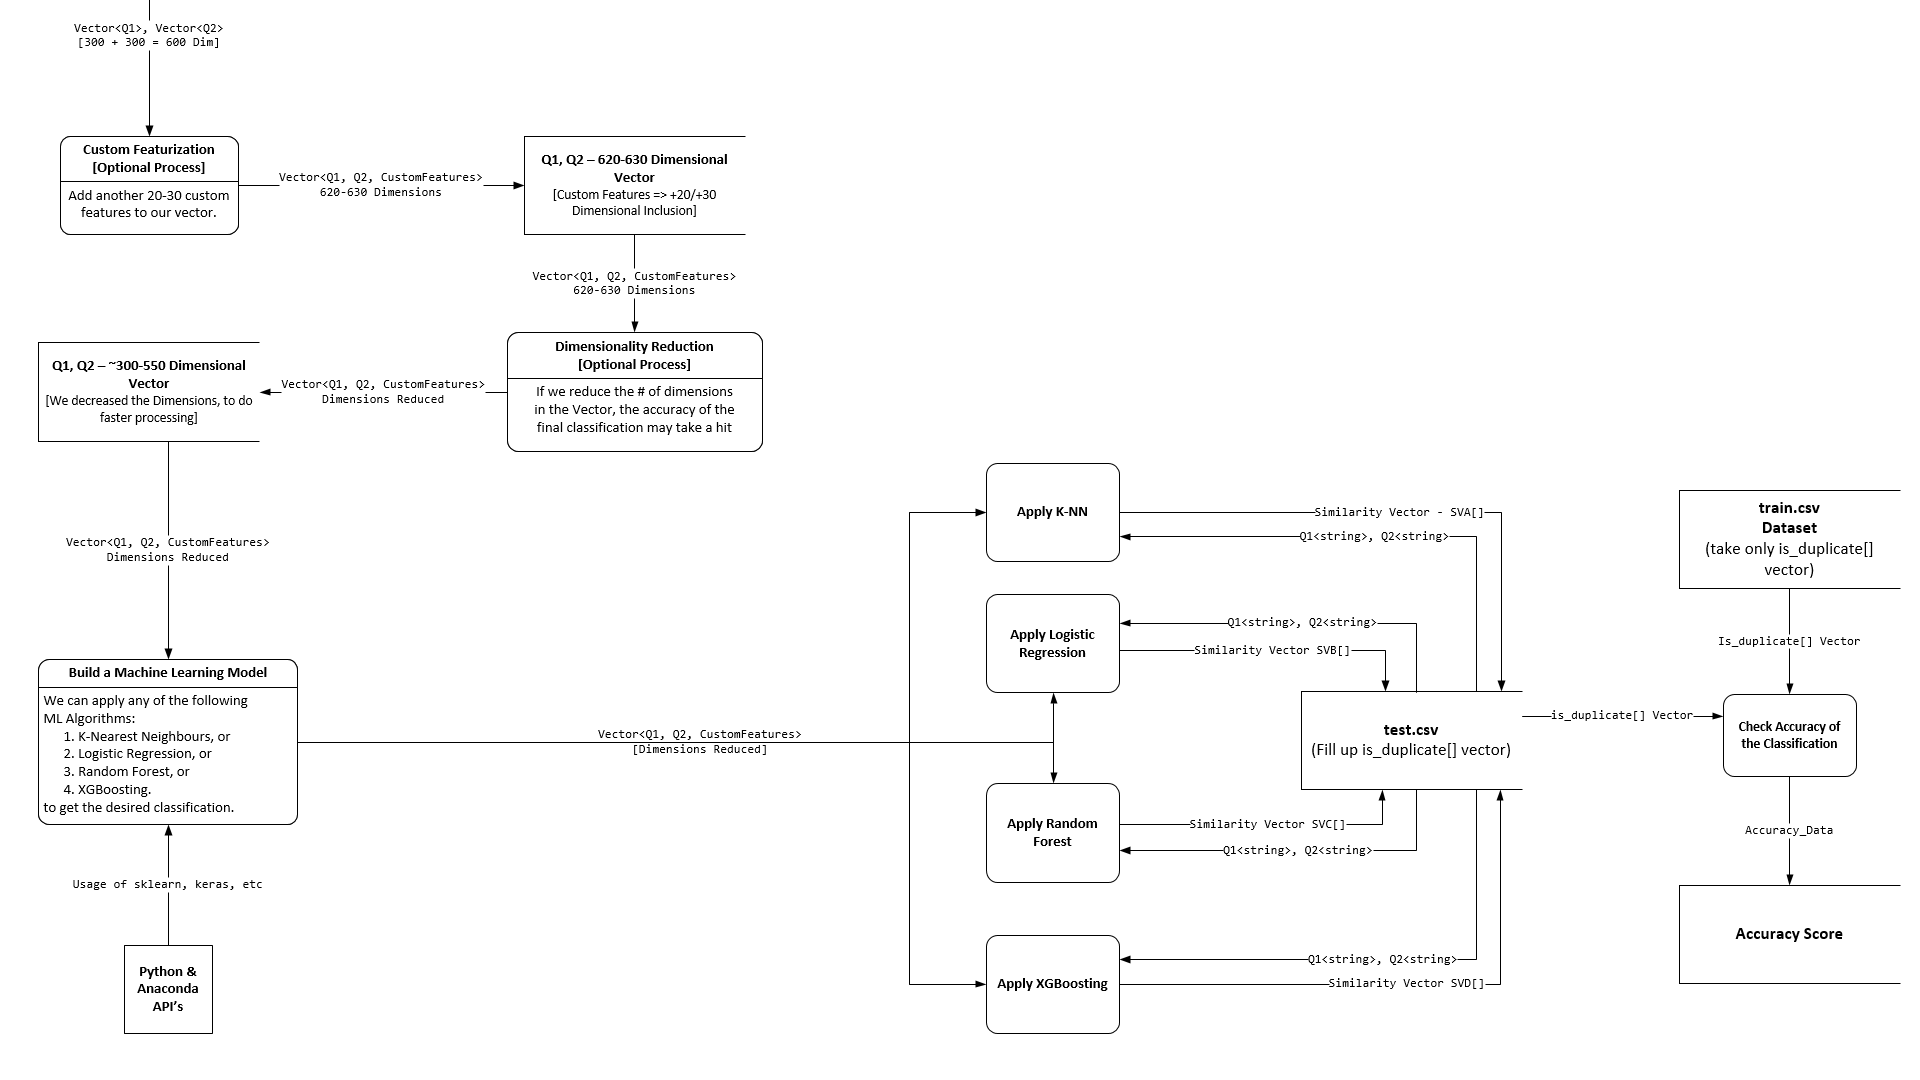 Vector<Q1>, Vector<Q2>
[300 + 300 = 600 Dim]
Custom Featurization
[Optional Process]
Add another 20-30 custom
features to our vector.
Vector<Q1, Q2, CustomFeatures>
620-630 Dimensions
Q1, Q2 – 620-630 Dimensional
Vector
[Custom Features => +20/+30
Dimensional Inclusion]
Vector<Q1, Q2, CustomFeatures>
620-630 Dimensions
Dimensionality Reduction
[Optional Process]
If we reduce the # of dimensions
in the Vector, the accuracy of the
final classification may take a hit
Vector<Q1, Q2, CustomFeatures>
Dimensions Reduced
Q1, Q2 – ~300-550 Dimensional
Vector
[We decreased the Dimensions, to do
faster processing]
Vector<Q1, Q2, CustomFeatures>
Dimensions Reduced
Build a Machine Learning Model
We can apply any of the following
ML Algorithms:
1. K-Nearest Neighbours, or
2. Logistic Regression, or
3. Random Forest, or
4. XGBoosting.
to get the desired classification.
Usage of sklearn, keras, etc
Python &
Anaconda
API's
Vector<Q1, Q2, CustomFeatures>
[Dimensions Reduced]
Apply K-NN
Similarity Vector - SVA[]
Q1<string>, Q2<string>
Apply Logistic
Regression
Q1<string>, Q2<string>
Similarity Vector SVB[]
test.csv
(Fill up is_duplicate[] vector)
Apply Random
Forest
Similarity Vector SVC[]
Q1<string>, Q2<string>
Apply XGBoosting
Q1<string>, Q2<string>
Similarity Vector SVD[]
is_duplicate[] Vector
train.csv
Dataset
(take only is_duplicate[]
vector)
Is_duplicate[] Vector
Check Accuracy of
the Classification
Accuracy_Data
Accuracy Score